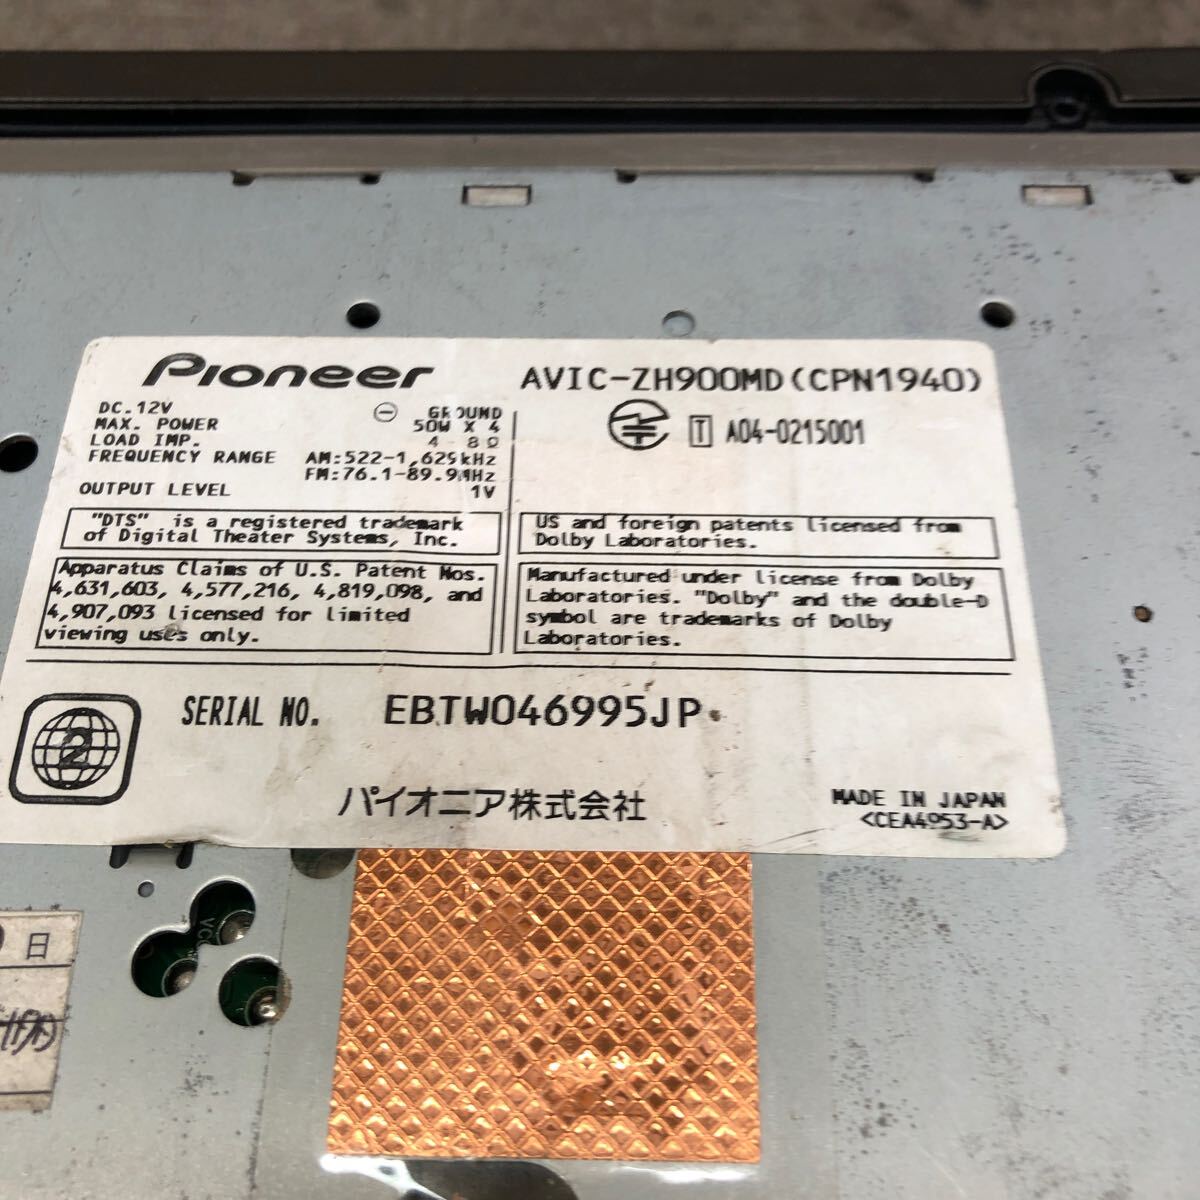 Pioneer
AVIC-ZH900MD(CPN1940)
DC.12V ⊖ GROUND
MAX. POWER 50W X 4
LOAD IMP. 4-8Ω
FREQUENCY RANGE AM:522-1,629kHz
FM:76.1-89.9MHz
OUTPUT LEVEL 1V
T A04-0215001
"DTS" is a registered trademark
of Digital Theater Systems, Inc.
Apparatus Claims of U.S. Patent Nos.
4,631,603, 4,577,216, 4,819,098, and
4,907,093 licensed for limited
viewing uses only.
US and foreign patents licensed from
Dolby Laboratories.
Manufactured under license from Dolby
Laboratories. "Dolby" and the double-D
symbol are trademarks of Dolby
Laboratories.
2
SERIAL NO. EBTW046995JP
パイオニア株式会社
MADE IN JAPAN
<CEA4953-A>
日